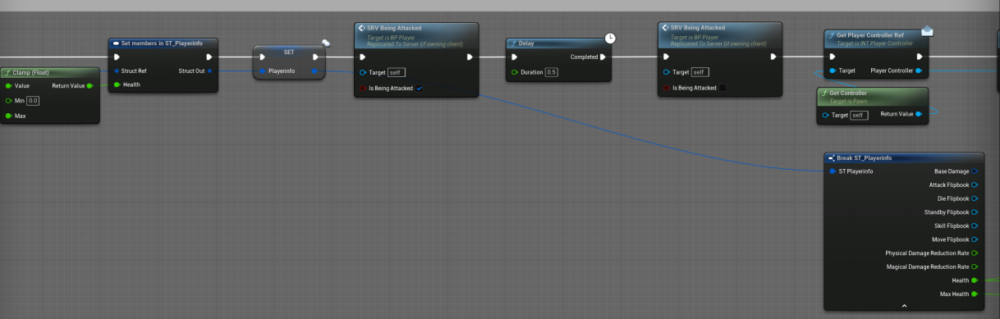 Clamp (Float)
Value
Return Value
Min 0.0
Max
Set members in ST_Playerinfo
Struct Ref
Struct Out
Health
SET
Playerinfo
SRV Being Attacked
Target is BP Player
Replicated To Server (if owning client)
Target self
Is Being Attacked
Delay
Completed
Duration 0.5
SRV Being Attacked
Target is BP Player
Replicated To Server (if owning client)
Target self
Is Being Attacked
Get Player Controller Ref
Target is INT Player Controller
Target
Player Controller
Get Controller
Target is Pawn
Target self
Return Value
Break ST_Playerinfo
ST Playerinfo
Base Damage
Attack Flipbook
Die Flipbook
Standby Flipbook
Skill Flipbook
Move Flipbook
Physical Damage Reduction Rate
Magical Damage Reduction Rate
Health
Max Health